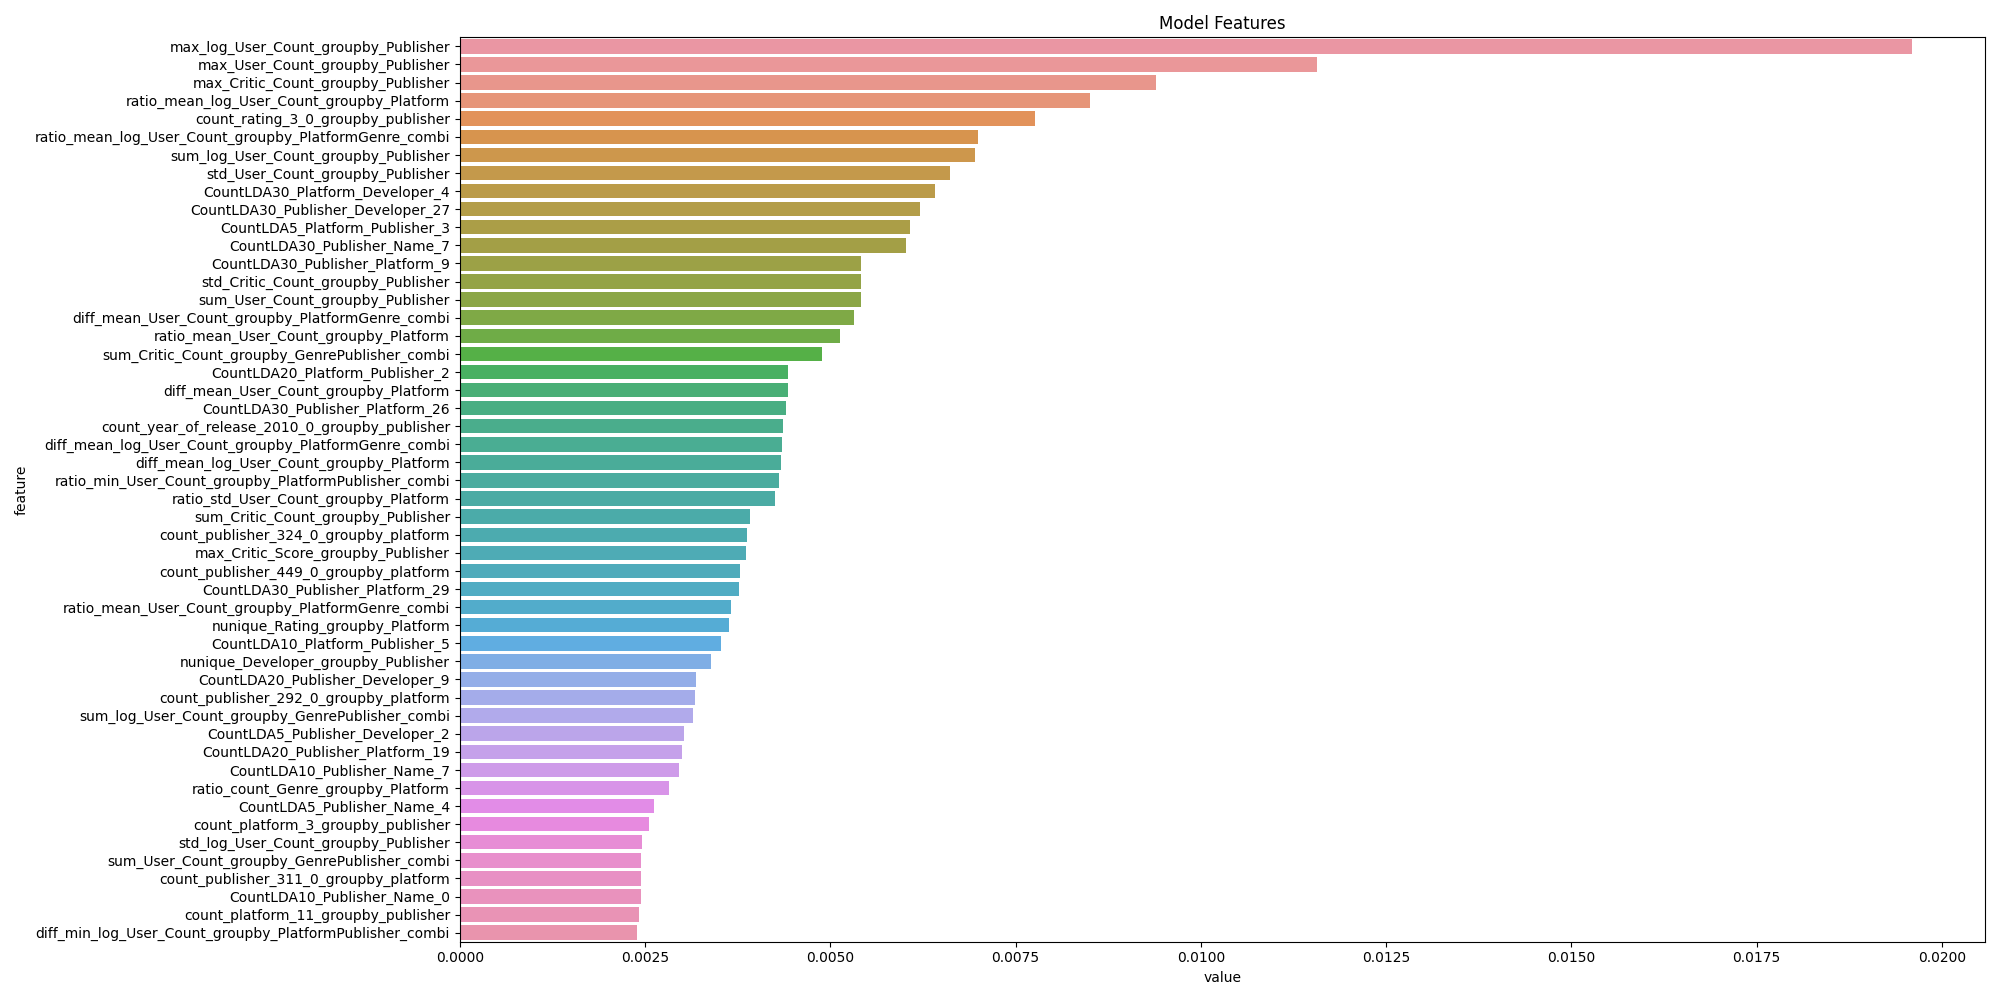 Model Features
max_log_User_Count_groupby_Publisher
max_User_Count_groupby_Publisher
max_Critic_Count_groupby_Publisher
ratio_mean_log_User_Count_groupby_Platform
count_rating_3_0_groupby_publisher
ratio_mean_log_User_Count_groupby_PlatformGenre_combi
sum_log_User_Count_groupby_Publisher
std_User_Count_groupby_Publisher
CountLDA30_Platform_Developer_4
CountLDA30_Publisher_Developer_27
CountLDA5_Platform_Publisher_3
CountLDA30_Publisher_Name_7
CountLDA30_Publisher_Platform_9
std_Critic_Count_groupby_Publisher
sum_User_Count_groupby_Publisher
diff_mean_User_Count_groupby_PlatformGenre_combi
ratio_mean_User_Count_groupby_Platform
sum_Critic_Count_groupby_GenrePublisher_combi
CountLDA20_Platform_Publisher_2
diff_mean_User_Count_groupby_Platform
CountLDA30_Publisher_Platform_26
count_year_of_release_2010_0_groupby_publisher
diff_mean_log_User_Count_groupby_PlatformGenre_combi
diff_mean_log_User_Count_groupby_Platform
ratio_min_User_Count_groupby_PlatformPublisher_combi
ratio_std_User_Count_groupby_Platform
sum_Critic_Count_groupby_Publisher
count_publisher_324_0_groupby_platform
max_Critic_Score_groupby_Publisher
count_publisher_449_0_groupby_platform
CountLDA30_Publisher_Platform_29
ratio_mean_User_Count_groupby_PlatformGenre_combi
nunique_Rating_groupby_Platform
CountLDA10_Platform_Publisher_5
nunique_Developer_groupby_Publisher
CountLDA20_Publisher_Developer_9
count_publisher_292_0_groupby_platform
sum_log_User_Count_groupby_GenrePublisher_combi
CountLDA5_Publisher_Developer_2
CountLDA20_Publisher_Platform_19
CountLDA10_Publisher_Name_7
ratio_count_Genre_groupby_Platform
CountLDA5_Publisher_Name_4
count_platform_3_groupby_publisher
std_log_User_Count_groupby_Publisher
sum_User_Count_groupby_GenrePublisher_combi
count_publisher_311_0_groupby_platform
CountLDA10_Publisher_Name_0
count_platform_11_groupby_publisher
diff_min_log_User_Count_groupby_PlatformPublisher_combi
feature
0.0000 0.0025 0.0050 0.0075 0.0100 0.0125 0.0150 0.0175 0.0200
value